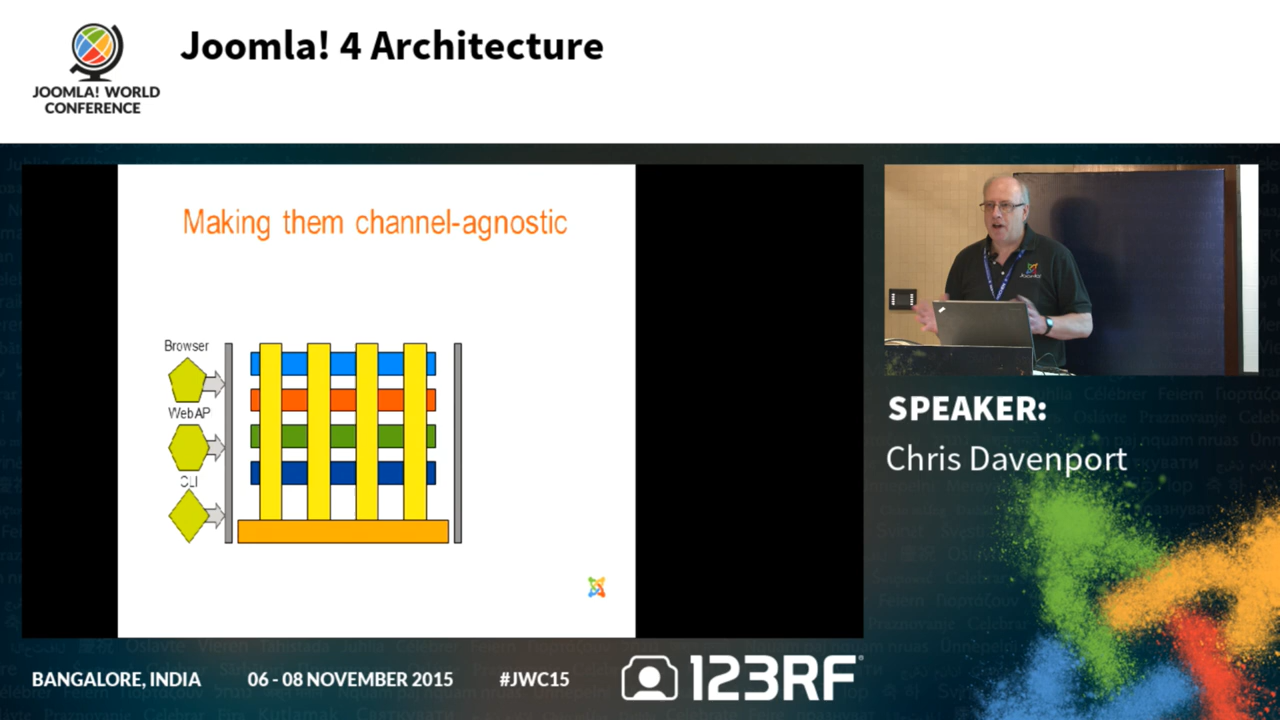 Joomla! 4 Architecture
JOOMLA! WORLD
CONFERENCE
Making them channel-agnostic
Browser
WebAP
CLI
SPEAKER:
Chris Davenport
BANGALORE, INDIA
06 - 08 NOVEMBER 2015
#JWC15
123RF